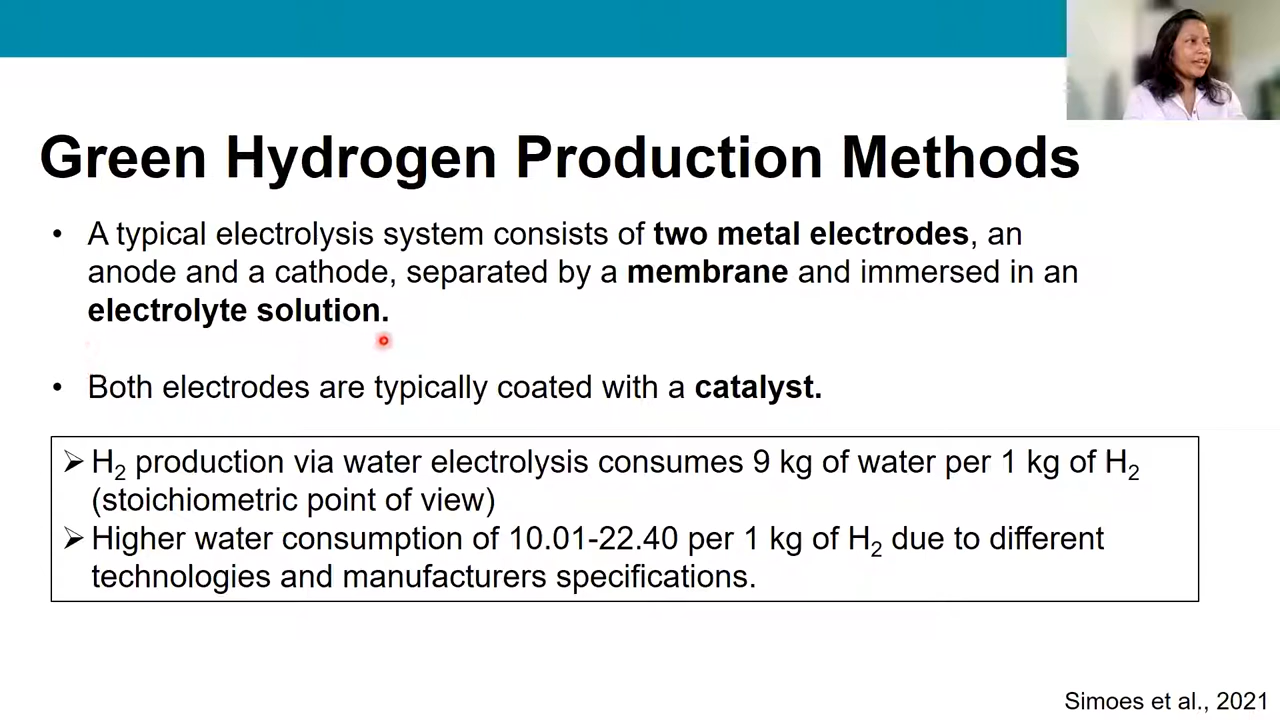 Green Hydrogen Production Methods
• A typical electrolysis system consists of two metal electrodes, an
anode and a cathode, separated by a membrane and immersed in an
electrolyte solution.
• Both electrodes are typically coated with a catalyst.
➢ H₂ production via water electrolysis consumes 9 kg of water per 1 kg of H₂
(stoichiometric point of view)
➢ Higher water consumption of 10.01-22.40 per 1 kg of H₂ due to different
technologies and manufacturers specifications.
Simoes et al., 2021